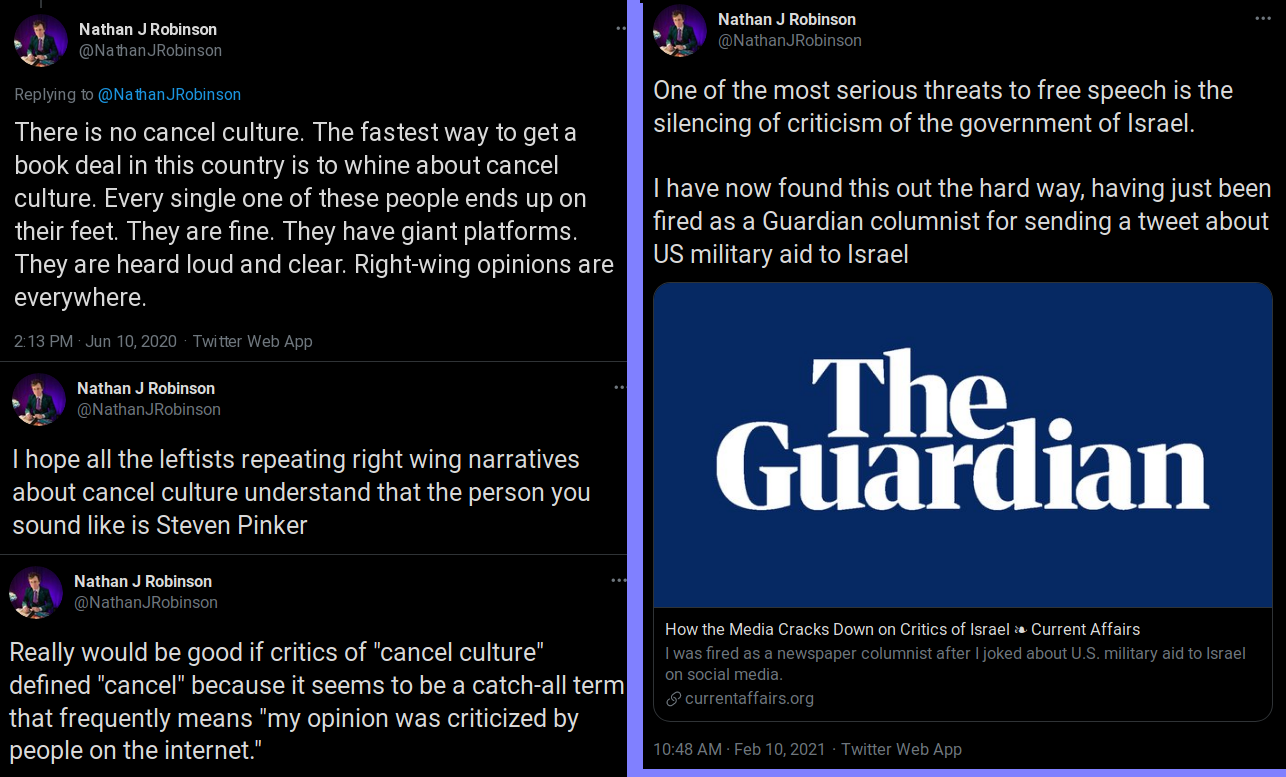 Nathan J Robinson
@NathanJRobinson
Replying to @NathanJRobinson
There is no cancel culture. The fastest way to get a
book deal in this country is to whine about cancel
culture. Every single one of these people ends up on
their feet. They are fine. They have giant platforms.
They are heard loud and clear. Right-wing opinions are
everywhere.
2:13 PM · Jun 10, 2020 · Twitter Web App
Nathan J Robinson
@NathanJRobinson
I hope all the leftists repeating right wing narratives
about cancel culture understand that the person you
sound like is Steven Pinker
Nathan J Robinson
@NathanJRobinson
Really would be good if critics of "cancel culture"
defined "cancel" because it seems to be a catch-all term
that frequently means "my opinion was criticized by
people on the internet."
Nathan J Robinson
@NathanJRobinson
One of the most serious threats to free speech is the
silencing of criticism of the government of Israel.
I have now found this out the hard way, having just been
fired as a Guardian columnist for sending a tweet about
US military aid to Israel
The
Guardian
How the Media Cracks Down on Critics of Israel ❧ Current Affairs
I was fired as a newspaper columnist after I joked about U.S. military aid to Israel
on social media.
currentaffairs.org
10:48 AM · Feb 10, 2021 · Twitter Web App